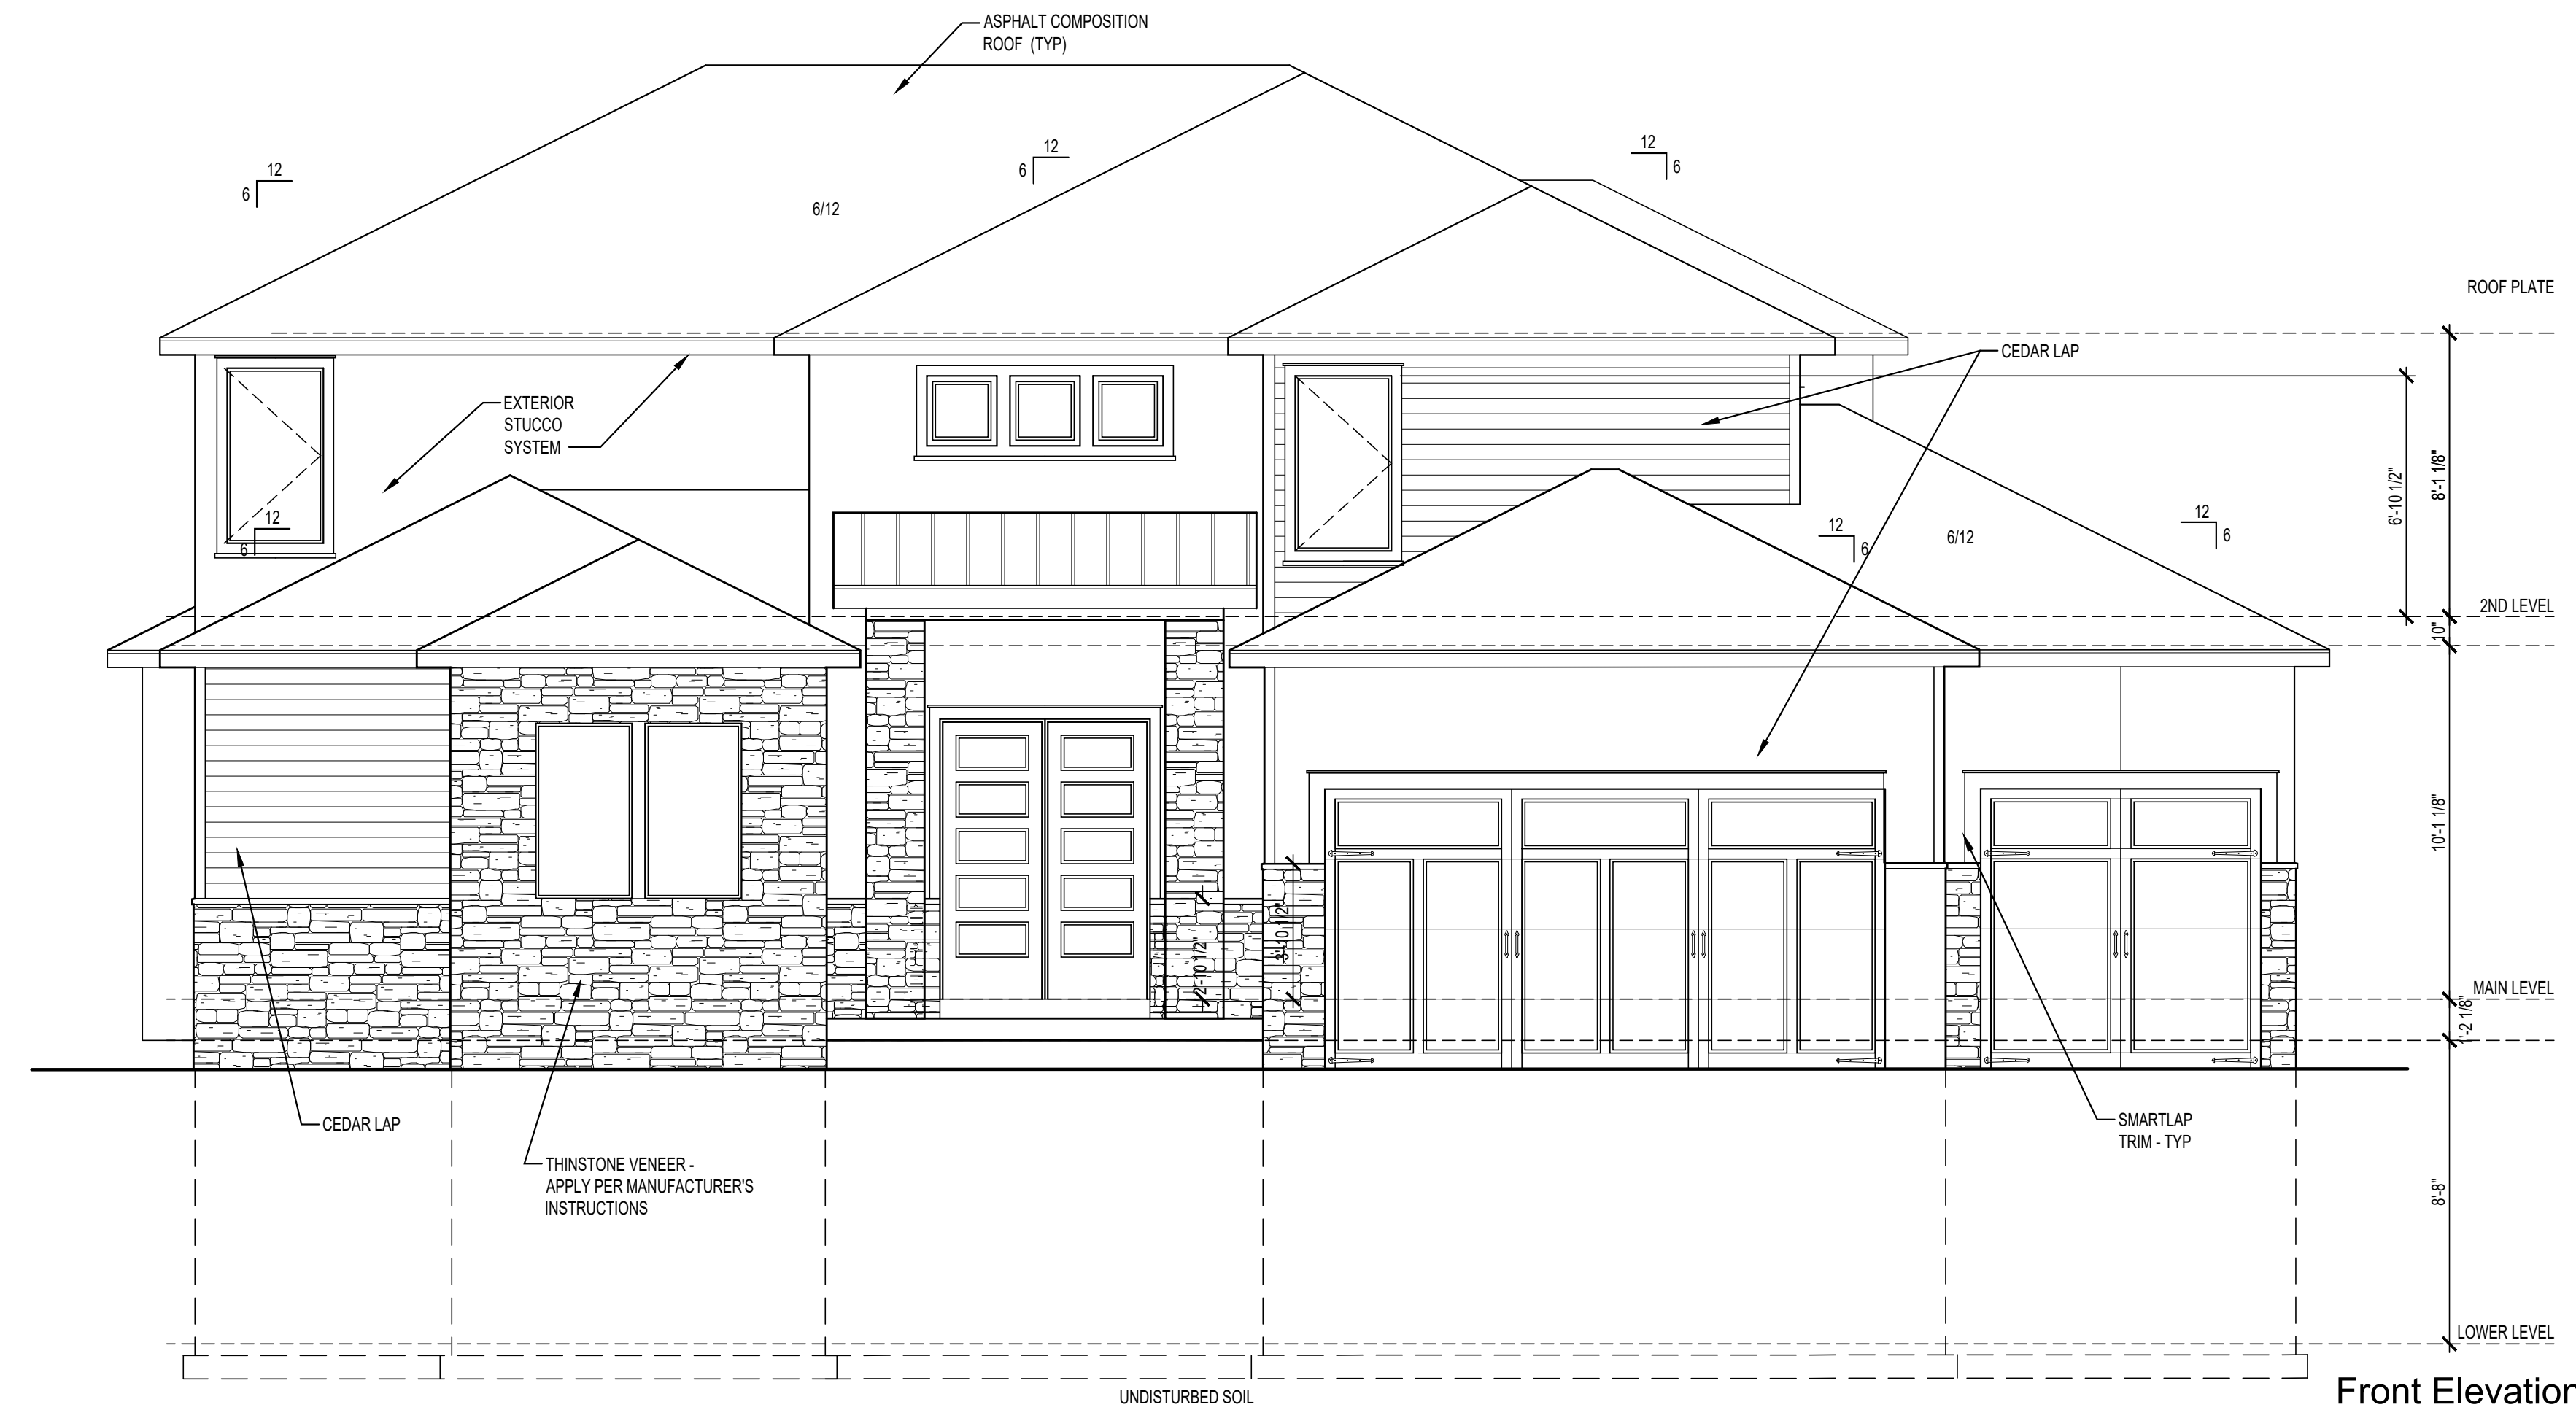 ASPHALT COMPOSITION
ROOF (TYP)
12
6
12
6
12
6
6/12
ROOF PLATE
CEDAR LAP
EXTERIOR
STUCCO
SYSTEM
8'-1 1/8"
6'-10 1/2"
12
6
12
6
6/12
12
6
2ND LEVEL
10"
10'-1 1/8"
2'-10 1/2"
3'-10 1/2"
MAIN LEVEL
1'-2 1/8"
CEDAR LAP
SMARTLAP
TRIM - TYP
THINSTONE VENEER -
APPLY PER MANUFACTURER'S
INSTRUCTIONS
8'-8"
LOWER LEVEL
UNDISTURBED SOIL
Front Elevation